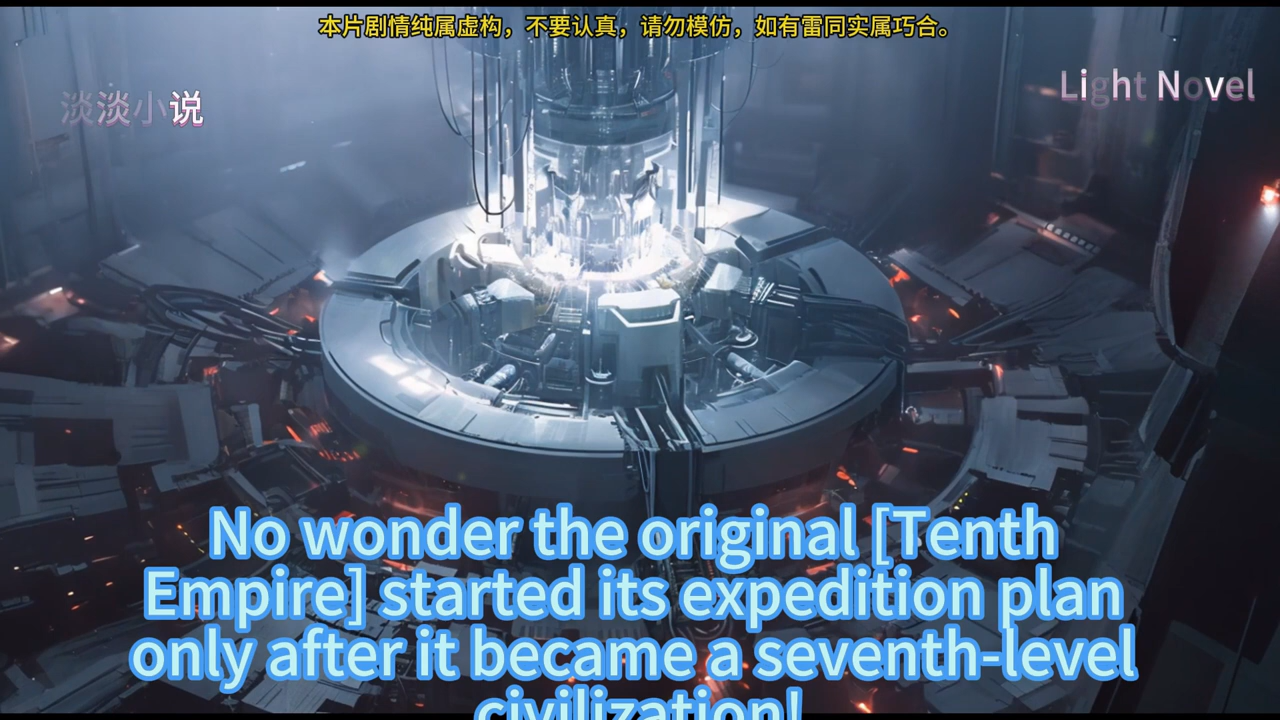 本片剧情纯属虚构，不要认真，请勿模仿，如有雷同实属巧合。
淡淡小说
Light Novel
No wonder the original [Tenth
Empire] started its expedition plan
only after it became a seventh-level
civilization!